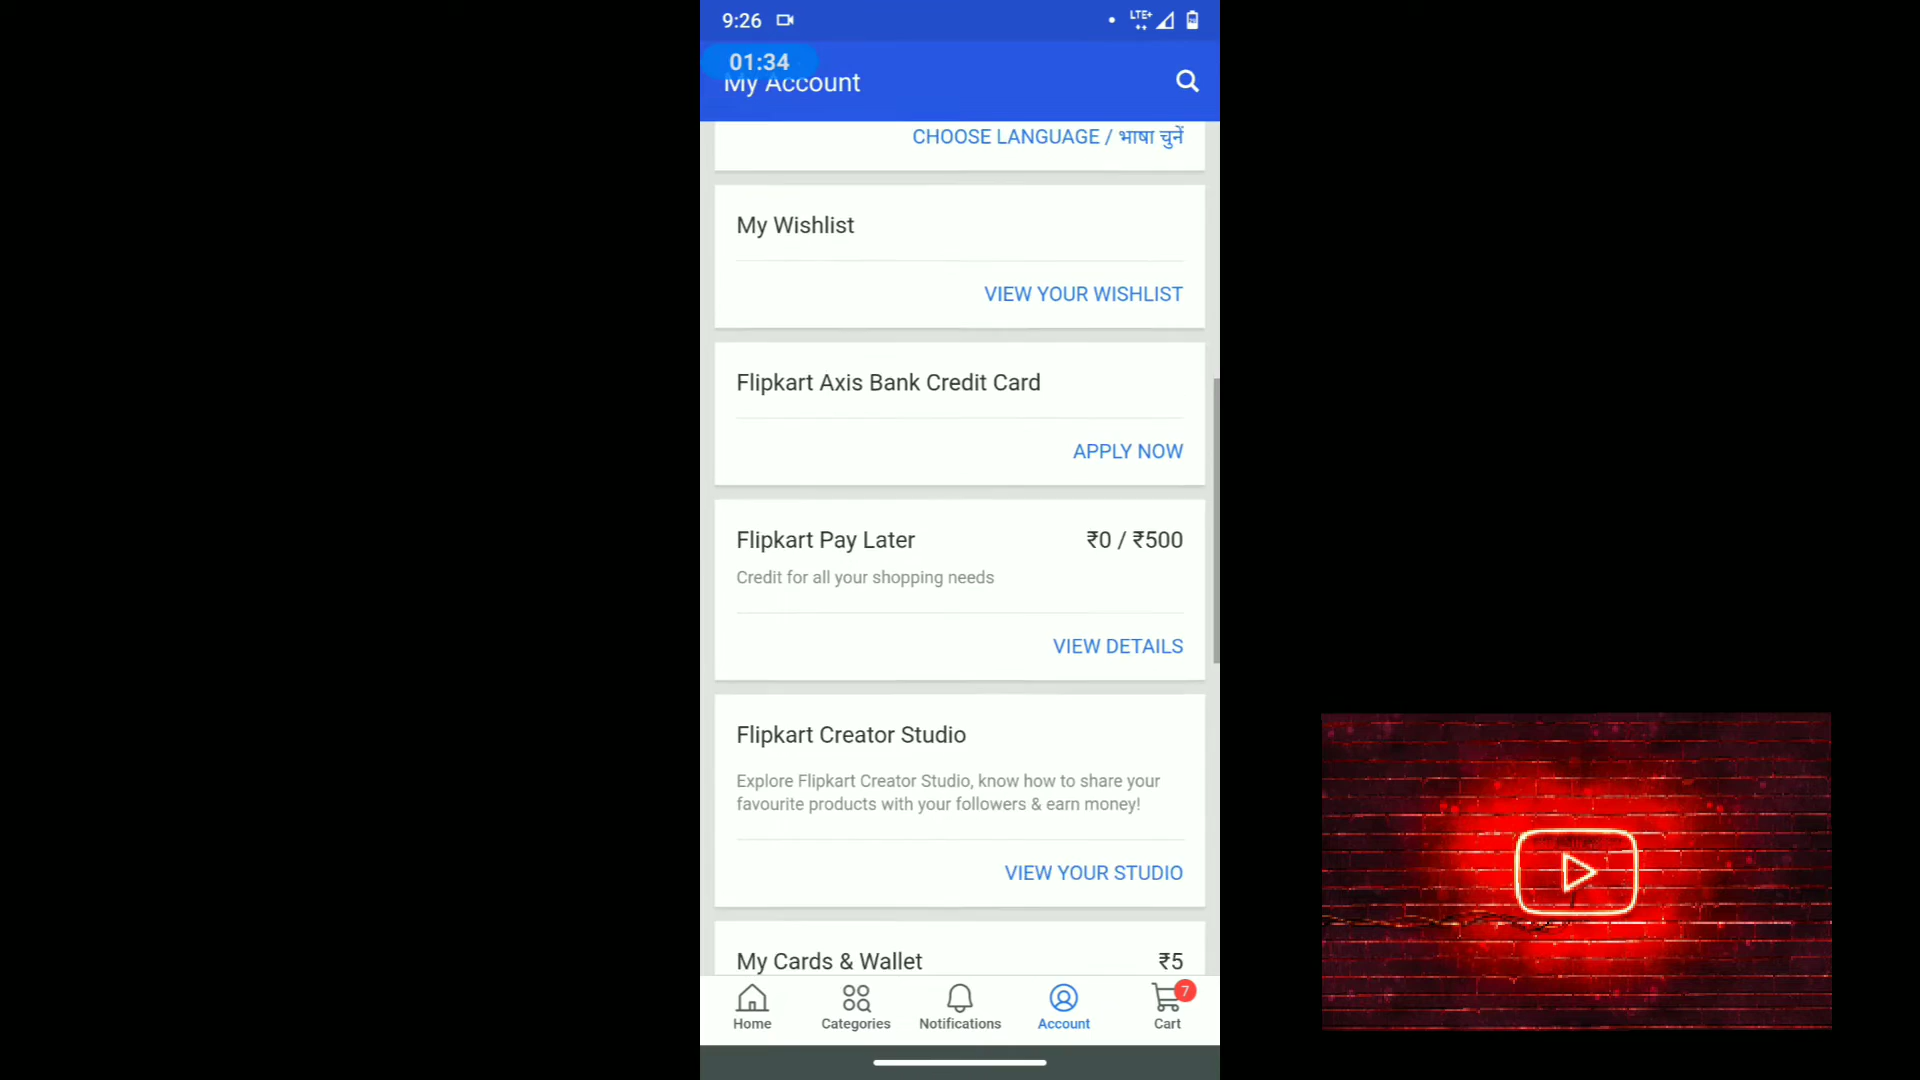 9:26
LTE+
01:34
My Account
CHOOSE LANGUAGE / भाषा चुनें
My Wishlist
VIEW YOUR WISHLIST
Flipkart Axis Bank Credit Card
APPLY NOW
Flipkart Pay Later ₹0 / ₹500
Credit for all your shopping needs
VIEW DETAILS
Flipkart Creator Studio
Explore Flipkart Creator Studio, know how to share your
favourite products with your followers & earn money!
VIEW YOUR STUDIO
My Cards & Wallet ₹5
7
Home Categories Notifications Account Cart